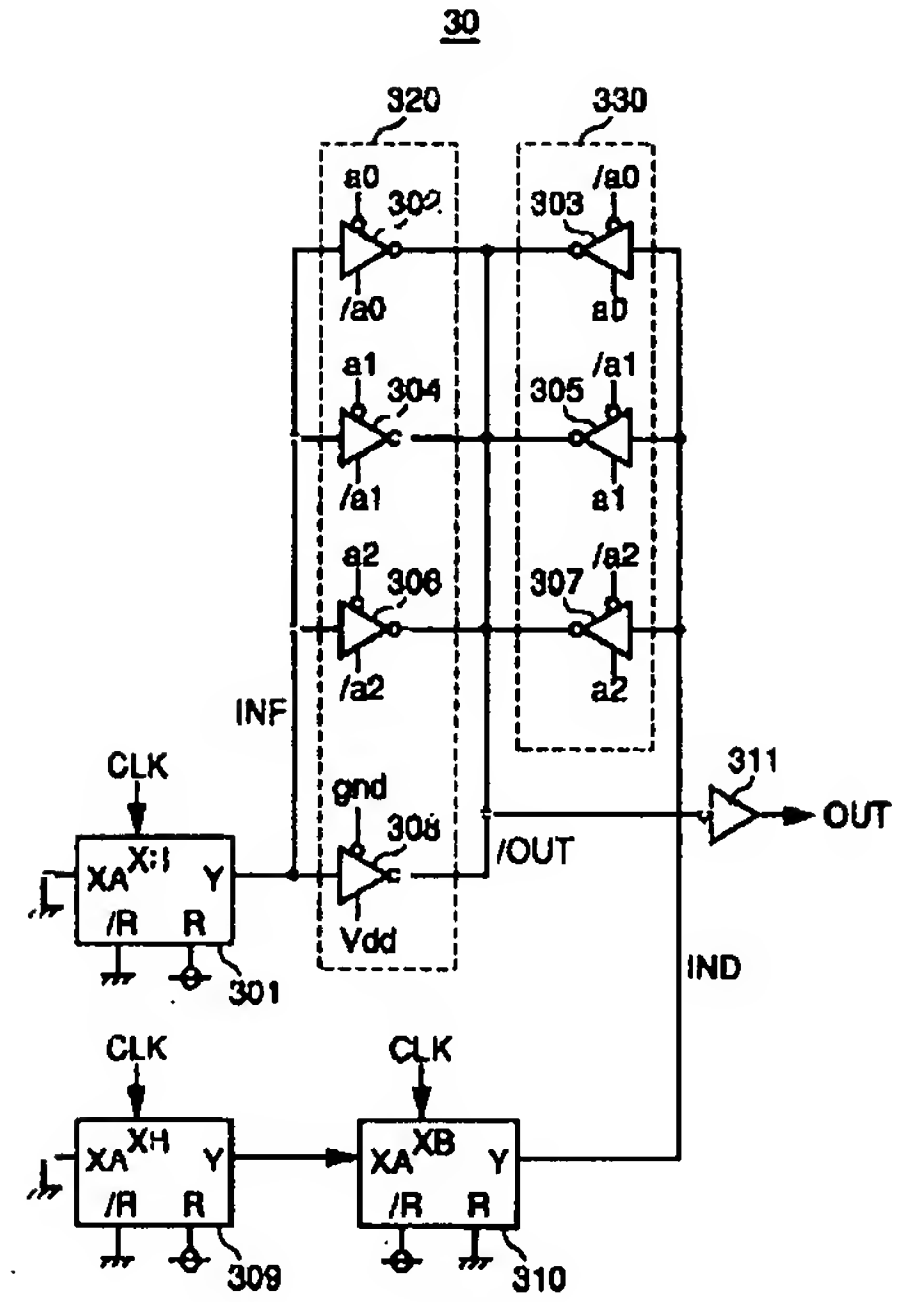 30
320 330
a0 /a0
302 303
/a0 a0
a1 /a1
304 305
/a1 a1
a2 /a2
306 307
/a2 a2
INF
CLK
gnd
311
308
OUT
/OUT
XA XH Y
/R R
Vdd
301
IND
CLK CLK
XA XH Y XA XB Y
/R R /R R
309 310